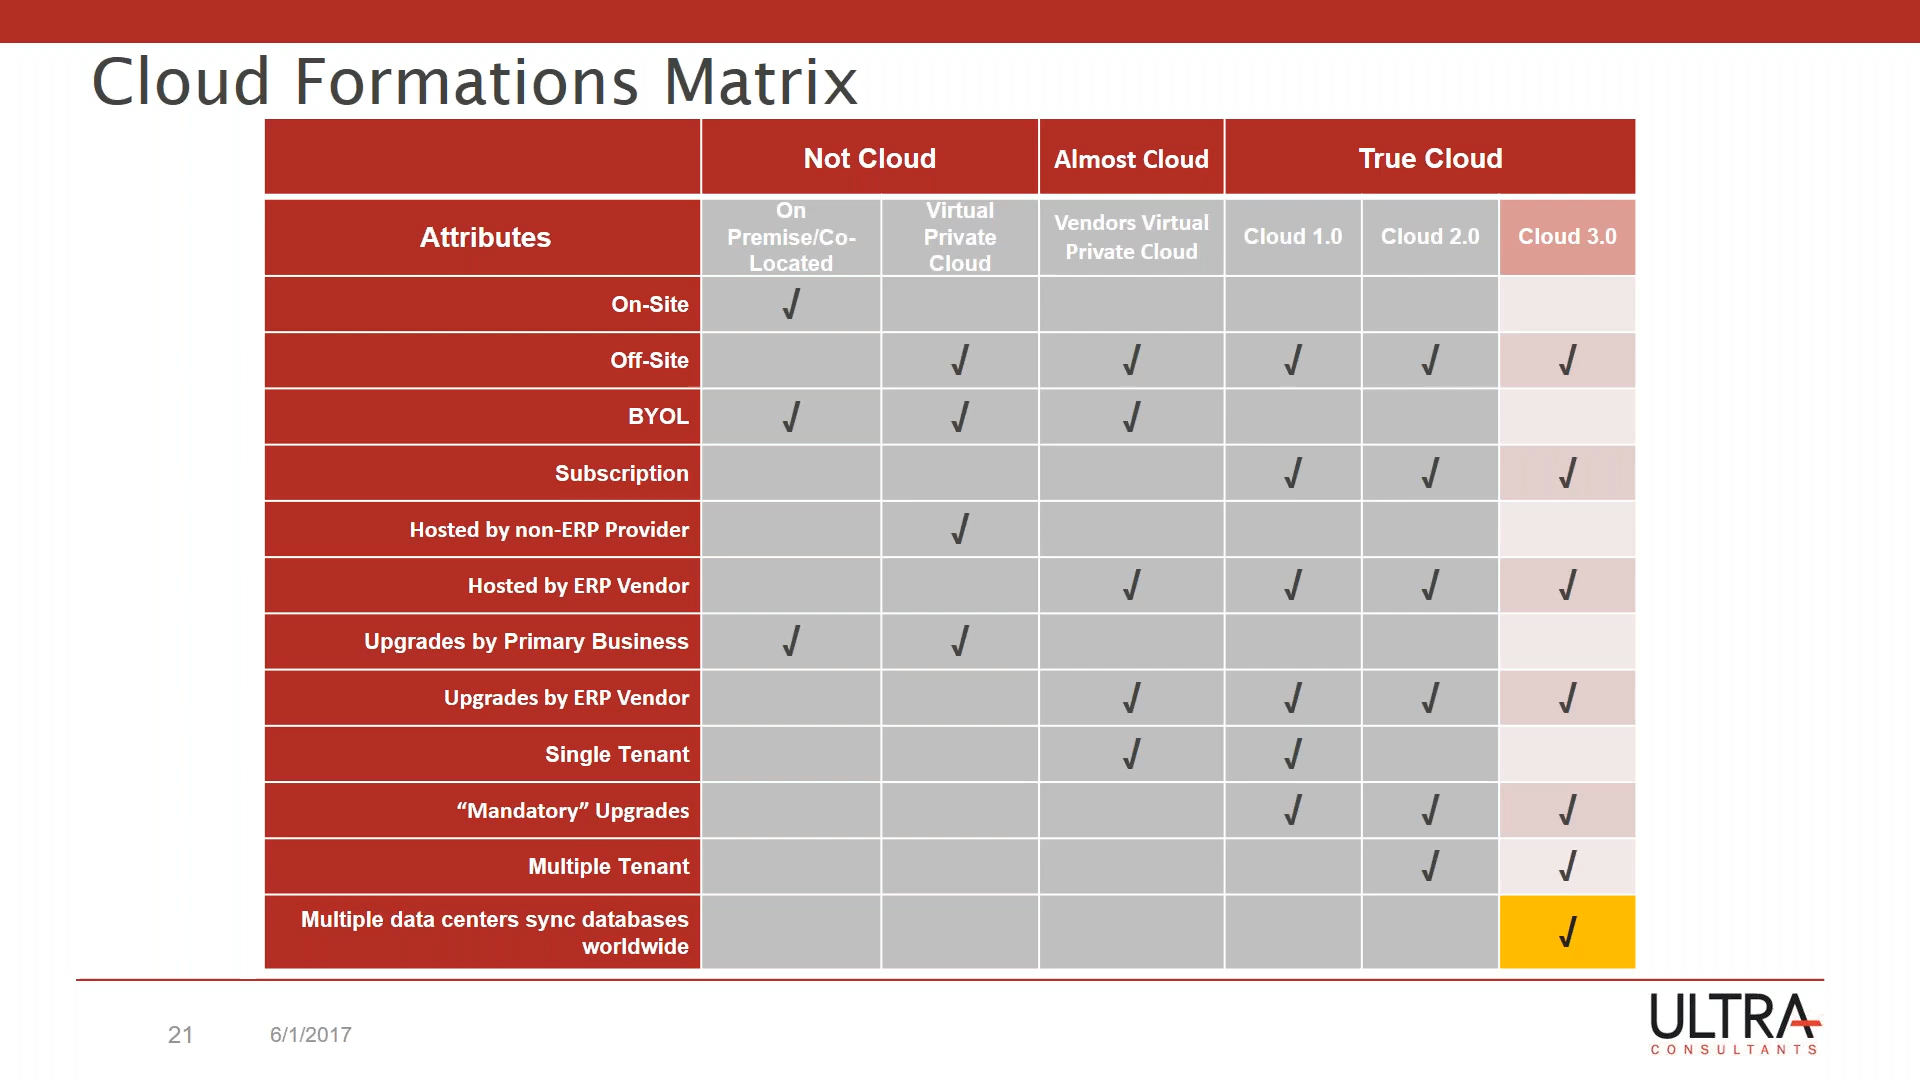 Cloud Formations Matrix
Not Cloud
Almost Cloud
True Cloud
Attributes
On
Premise/Co-
Located
Virtual
Private
Cloud
Vendors Virtual
Private Cloud
Cloud 1.0
Cloud 2.0
Cloud 3.0
On-Site √
Off-Site √ √ √ √ √
BYOL √ √ √
Subscription √ √ √
Hosted by non-ERP Provider √
Hosted by ERP Vendor √ √ √ √
Upgrades by Primary Business √ √
Upgrades by ERP Vendor √ √ √ √
Single Tenant √ √
“Mandatory” Upgrades √ √ √
Multiple Tenant √ √
Multiple data centers sync databases
worldwide √
21
6/1/2017
ULTRA
CONSULTANTS